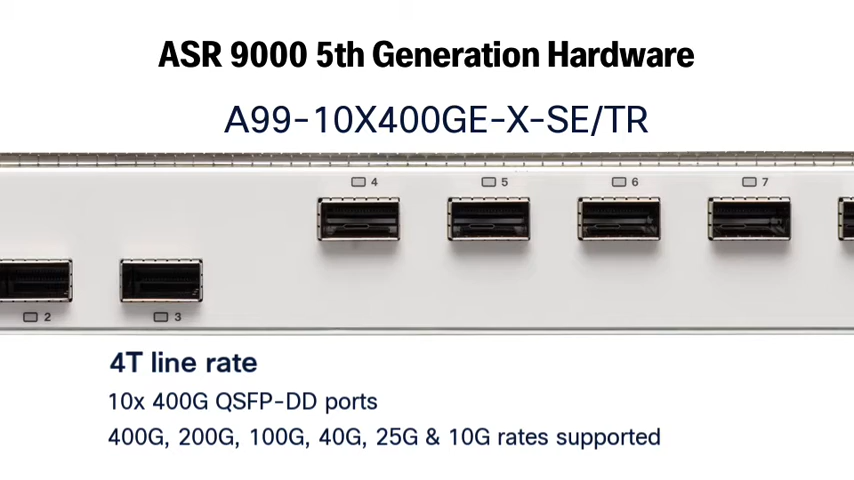 ASR 9000 5th Generation Hardware
A99-10X400GE-X-SE/TR
4
5
6
7
2
3
4T line rate
10x 400G QSFP-DD ports
400G, 200G, 100G, 40G, 25G & 10G rates supported